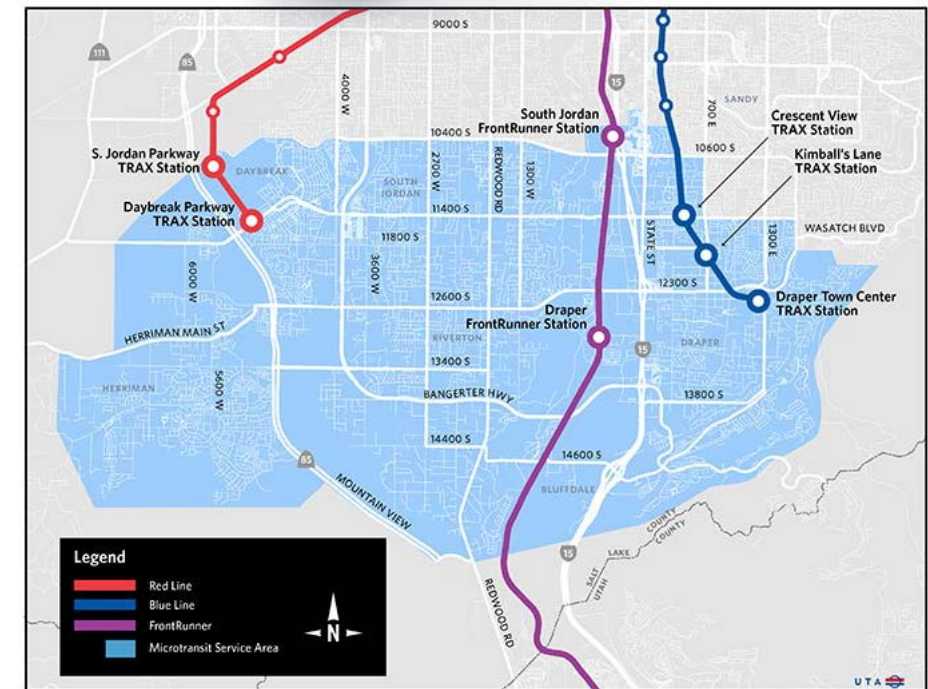 9000 S
111
85
4000 W
15
700 E
SANDY
South Jordan
FrontRunner Station
Crescent View
TRAX Station
10400 S
10600 S
Kimball's Lane
TRAX Station
S. Jordan Parkway
TRAX Station
DAYBREAK
2700 W
REDWOOD RD
1300 W
SOUTH
JORDAN
Daybreak Parkway
TRAX Station
11400 S
11800 S
STATE ST
1300 E
WASATCH BLVD
6000 W
3600 W
12300 S
12600 S
Draper Town Center
TRAX Station
Draper
FrontRunner Station
HERRIMAN MAIN ST
RIVERTON
15
DRAPER
13400 S
HERRIMAN
5600 W
BANGERTER HWY
13800 S
14400 S
14600 S
85
BLUFFDALE
MOUNTAIN VIEW
COUNTY
COUNTY
15
LAKE
SALT
UTAH
REDWOOD RD
Legend
Red Line
Blue Line
FrontRunner
Microtransit Service Area
N
UTA